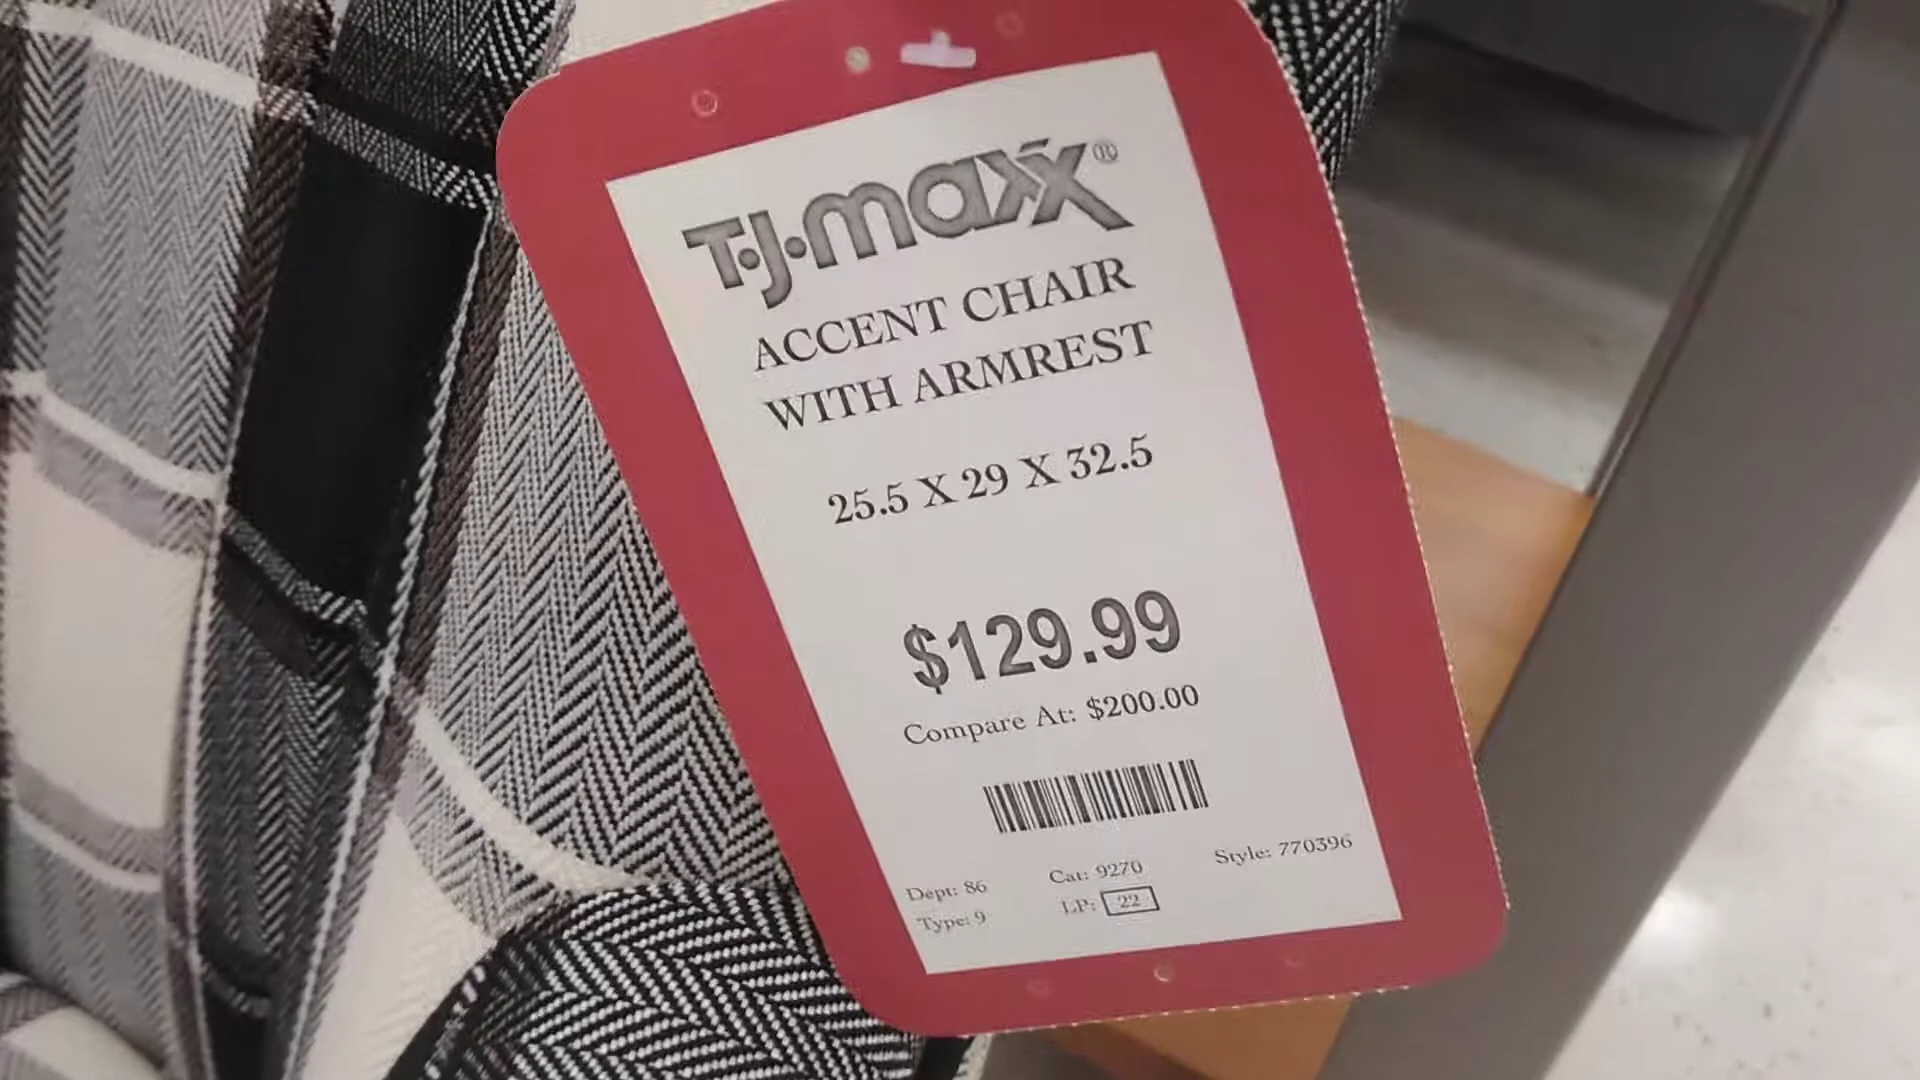 T·J·maxx®
ACCENT CHAIR
WITH ARMREST
25.5 X 29 X 32.5
$129.99
Compare At: $200.00
Dept: 86 Cat: 9270 Style: 770396
Type: 9 LP: 22